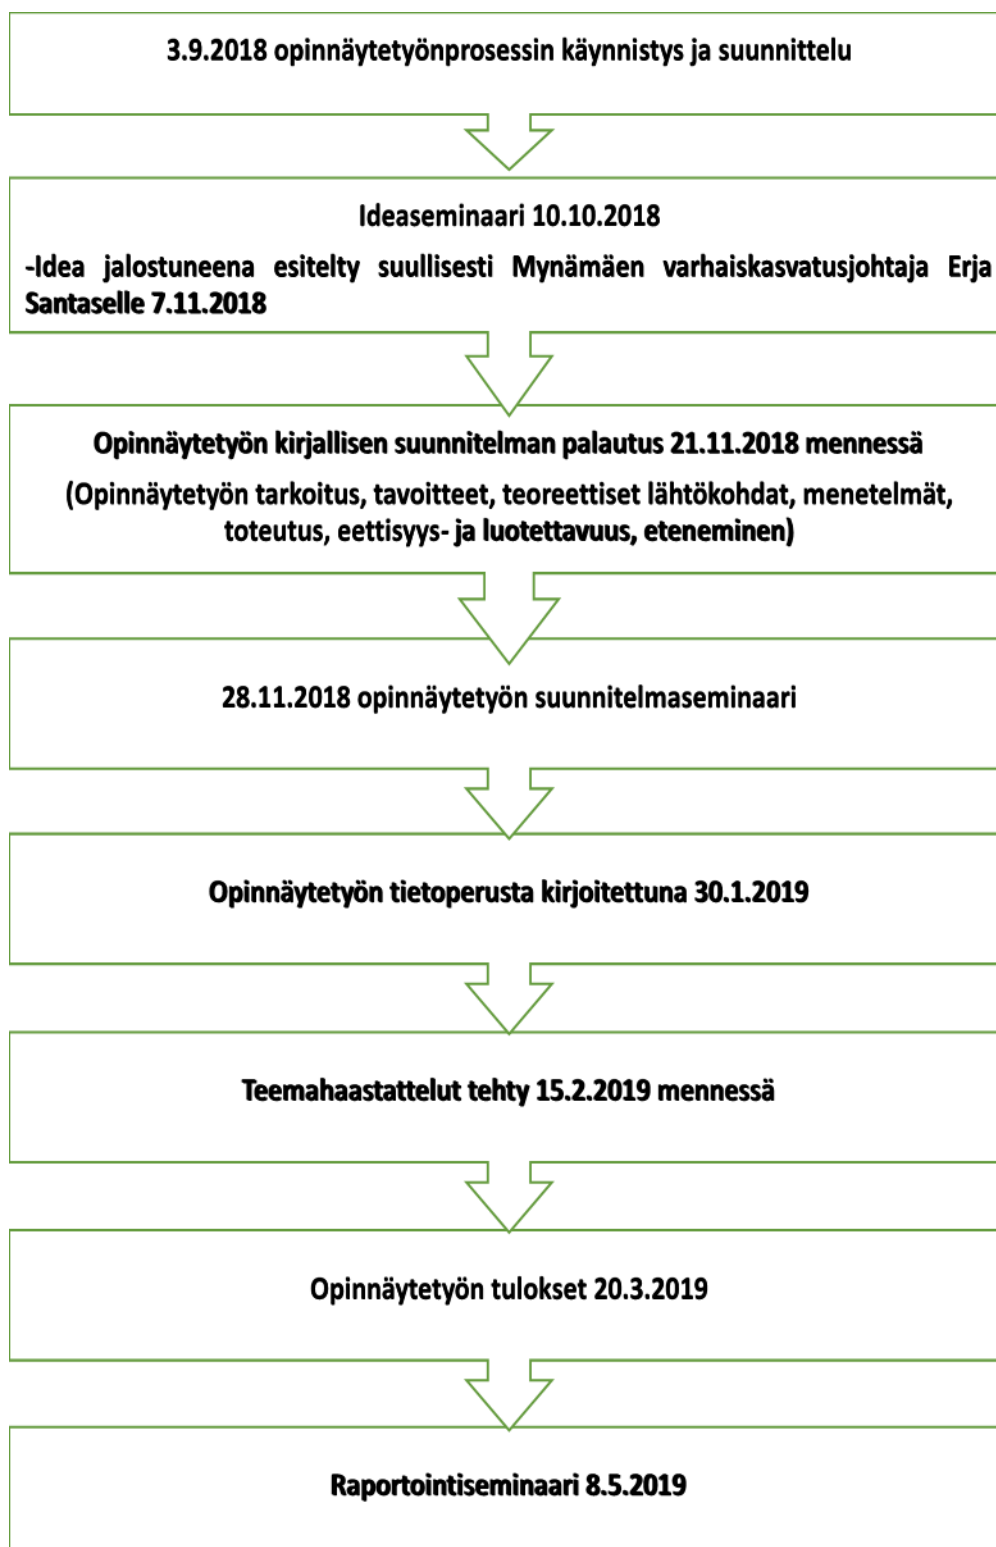 3.9.2018 opinnäytetyönprosessin käynnistys ja suunnittelu
Ideaseminaari 10.10.2018
-Idea jalostuneena esitelty suullisesti Mynämäen varhaiskasvatusjohtaja Erja
Santaselle 7.11.2018
Opinnäytetyön kirjallisen suunnitelman palautus 21.11.2018 mennessä
(Opinnäytetyön tarkoitus, tavoitteet, teoreettiset lähtökohdat, menetelmät,
toteutus, eettisyys- ja luotettavuus, eteneminen)
28.11.2018 opinnäytetyön suunnitelmaseminaari
Opinnäytetyön tietoperusta kirjoitettuna 30.1.2019
Teemahaastattelut tehty 15.2.2019 mennessä
Opinnäytetyön tulokset 20.3.2019
Raportointiseminaari 8.5.2019